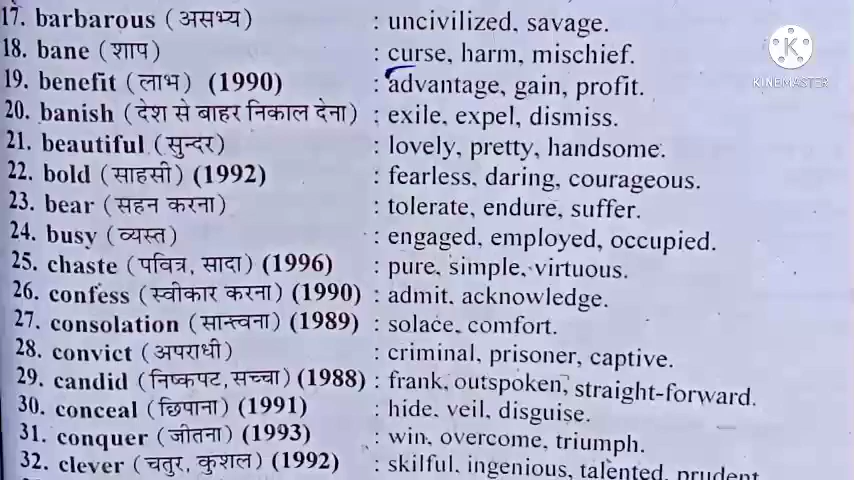 17. barbarous (असभ्य) : uncivilized, savage.
18. bane (शाप) : curse, harm, mischief.
19. benefit (लाभ) (1990) : advantage, gain, profit.
20. banish (देश से बाहर निकाल देना) : exile, expel, dismiss.
21. beautiful (सुन्दर) : lovely, pretty, handsome.
22. bold (साहसी) (1992) : fearless, daring, courageous.
23. bear (सहन करना) : tolerate, endure, suffer.
24. busy (व्यस्त) : engaged, employed, occupied.
25. chaste (पवित्र, सादा) (1996) : pure, simple, virtuous.
26. confess (स्वीकार करना) (1990) : admit, acknowledge.
27. consolation (सान्त्वना) (1989) : solace, comfort.
28. convict (अपराधी) : criminal, prisoner, captive.
29. candid (निष्कपट, सच्चा) (1988) : frank, outspoken, straight-forward.
30. conceal (छिपाना) (1991) : hide, veil, disguise.
31. conquer (जीतना) (1993) : win, overcome, triumph.
32. clever (चतुर, कुशल) (1992) : skilful, ingenious, talented, prudent
K
KINEMASTER